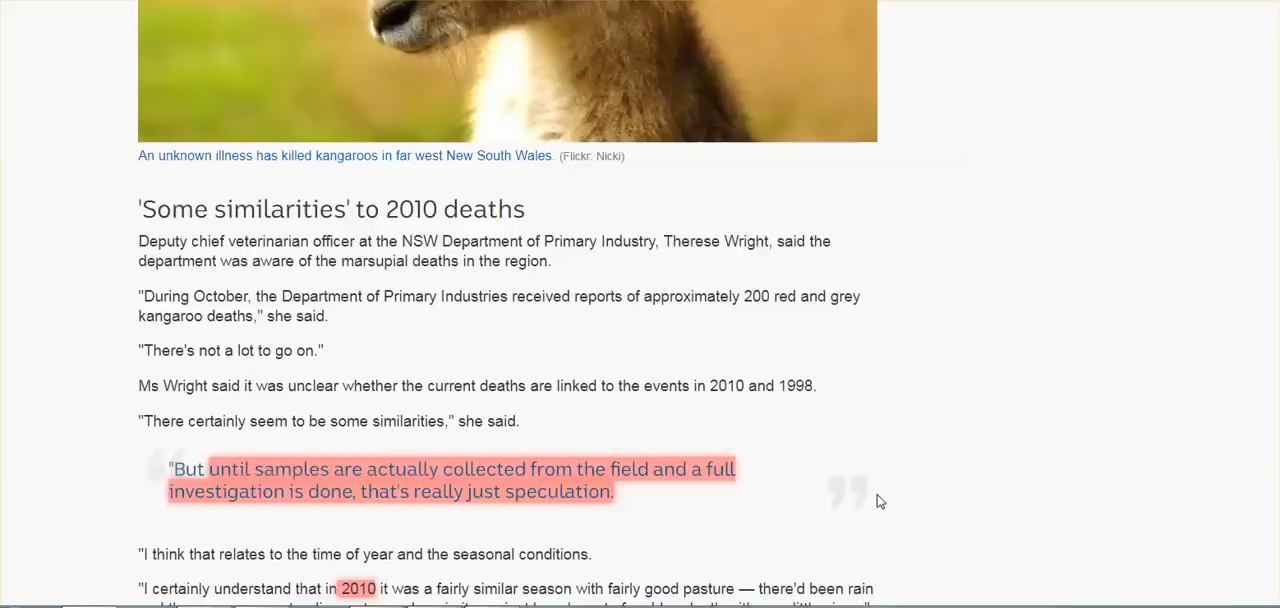 An unknown illness has killed kangaroos in far west New South Wales. (Flickr: Nicki)
'Some similarities' to 2010 deaths
Deputy chief veterinarian officer at the NSW Department of Primary Industry, Therese Wright, said the
department was aware of the marsupial deaths in the region.
"During October, the Department of Primary Industries received reports of approximately 200 red and grey
kangaroo deaths," she said.
"There's not a lot to go on."
Ms Wright said it was unclear whether the current deaths are linked to the events in 2010 and 1998.
"There certainly seem to be some similarities," she said.
"But until samples are actually collected from the field and a full
investigation is done, that's really just speculation.
"I think that relates to the time of year and the seasonal conditions.
"I certainly understand that in 2010 it was a fairly similar season with fairly good pasture — there'd been rain